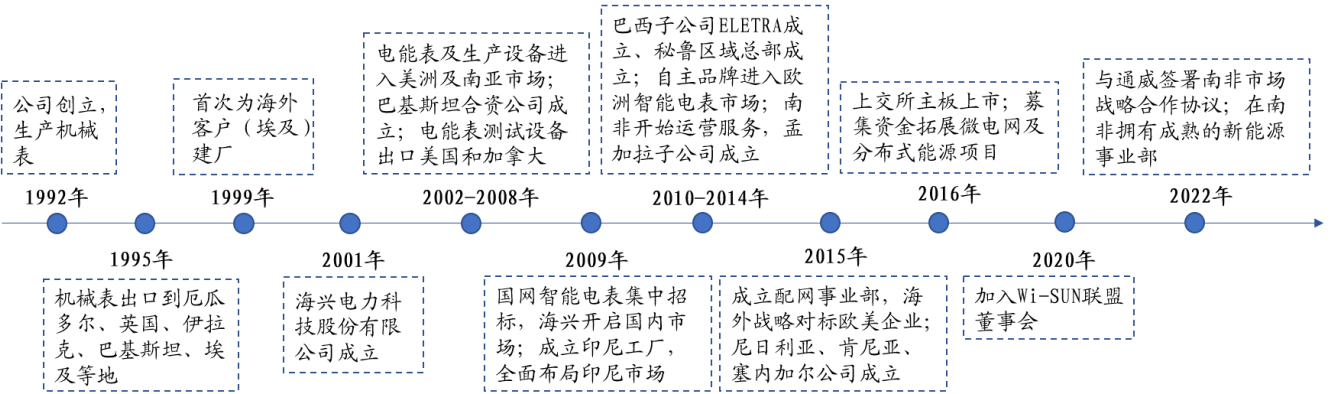 公司创立，
生产机械
表
1992年
1995年
机械表出口到厄瓜
多尔、英国、伊拉
克、巴基斯坦、埃
及等地
首次为海外
客户（埃及）
建厂
1999年
2001年
海兴电力科
技股份有限
公司成立
电能表及生产设备进
入美洲及南亚市场；
巴基斯坦合资公司成
立；电能表测试设备
出口美国和加拿大
2002-2008年
2009年
国网智能电表集中招
标，海兴开启国内市
场；成立印尼工厂，
全面布局印尼市场
巴西子公司ELETRA成
立、秘鲁区域总部成
立；自主品牌进入欧
洲智能电表市场；南
非开始运营服务，孟
加拉子公司成立
2010-2014年
2015年
成立配网事业部，海
外战略对标欧美企业；
尼日利亚、肯尼亚、
塞内加尔公司成立
上交所主板上市；募
集资金拓展微电网及
分布式能源项目
2016年
2020年
加入Wi-SUN联盟
董事会
与通威签署南非市场
战略合作协议；在南
非拥有成熟的新能源
事业部
2022年